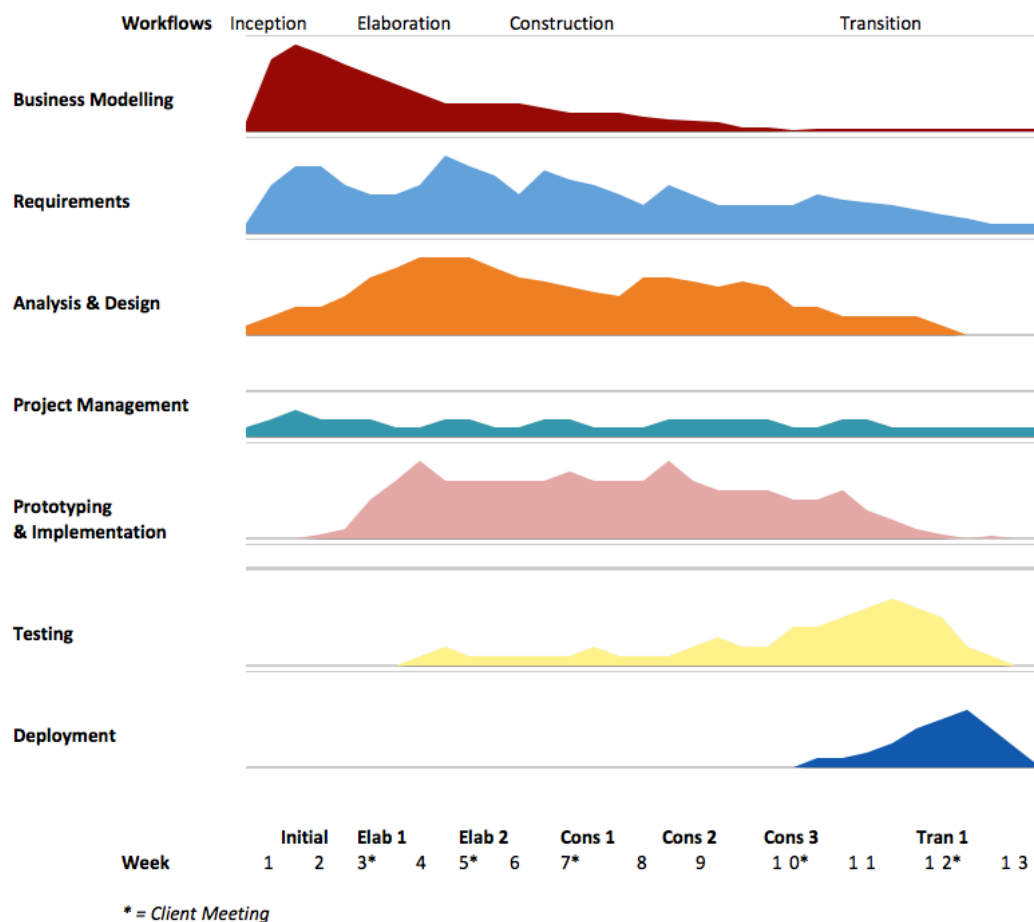 Workflows Inception Elaboration Construction Transition
Business Modelling
Requirements
Analysis & Design
Project Management
Prototyping
& Implementation
Testing
Deployment
Initial Elab 1 Elab 2 Cons 1 Cons 2 Cons 3 Tran 1
Week 1 2 3* 4 5* 6 7* 8 9 1 0* 1 1 1 2* 1 3
* = Client Meeting